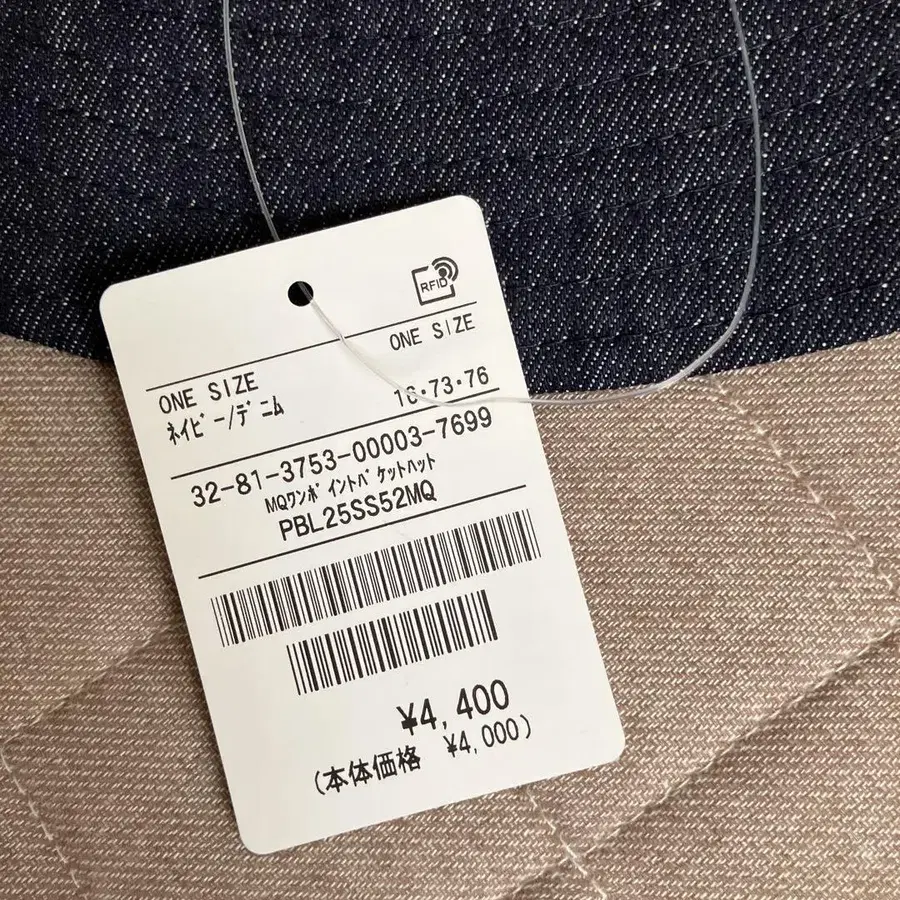 RFID
ONE SIZE
ONE SIZE
ﾈｲﾋﾞｰ/ﾃﾞﾆﾑ 16･73･76
32-81-3753-00003-7699
MQﾜﾝﾎﾟｲﾝﾄﾊﾞｹｯﾄﾊｯﾄ
PBL25SS52MQ
¥4,400
(本体価格 ¥4,000)